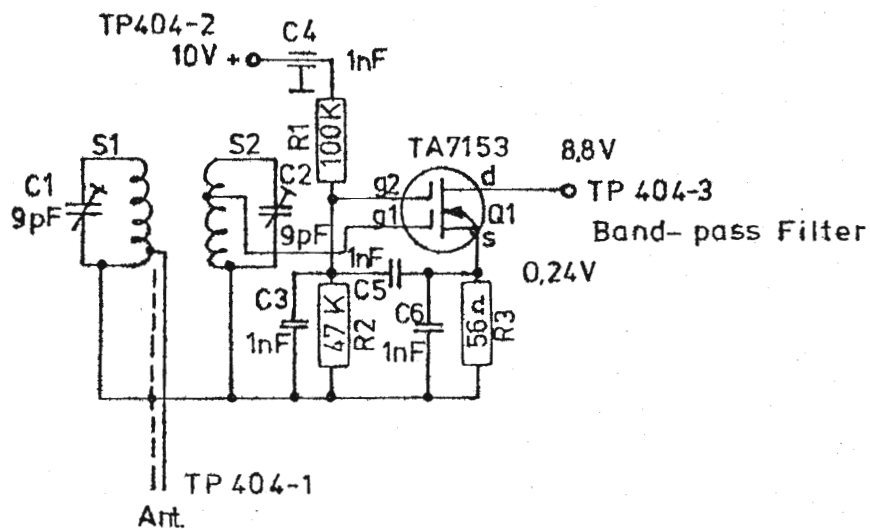 TP404-2
10V +
C4
1nF
R1
100K
S1
S2
C1
9pF
C2
9pF
TA7153
8,8V
g2
g1
d
Q1
s
TP 404-3
Band-pass Filter
1nF
C5
0,24V
C3
1nF
47K
R2
C6
1nF
56Ω
R3
TP 404-1
Ant.